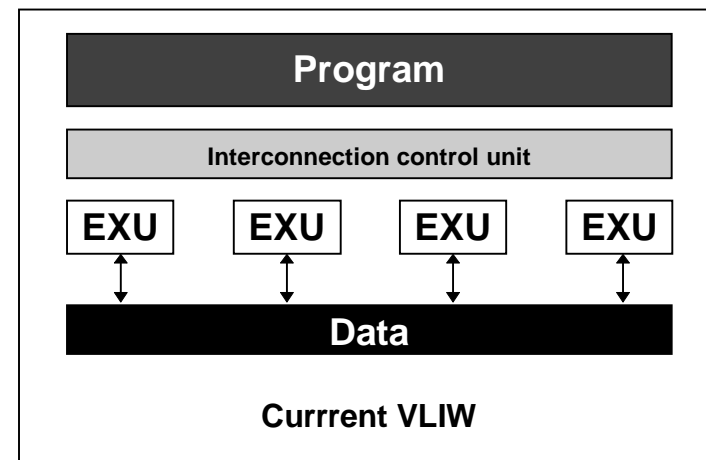 Program
Interconnection control unit
EXU EXU EXU EXU
Data
Currrent VLIW